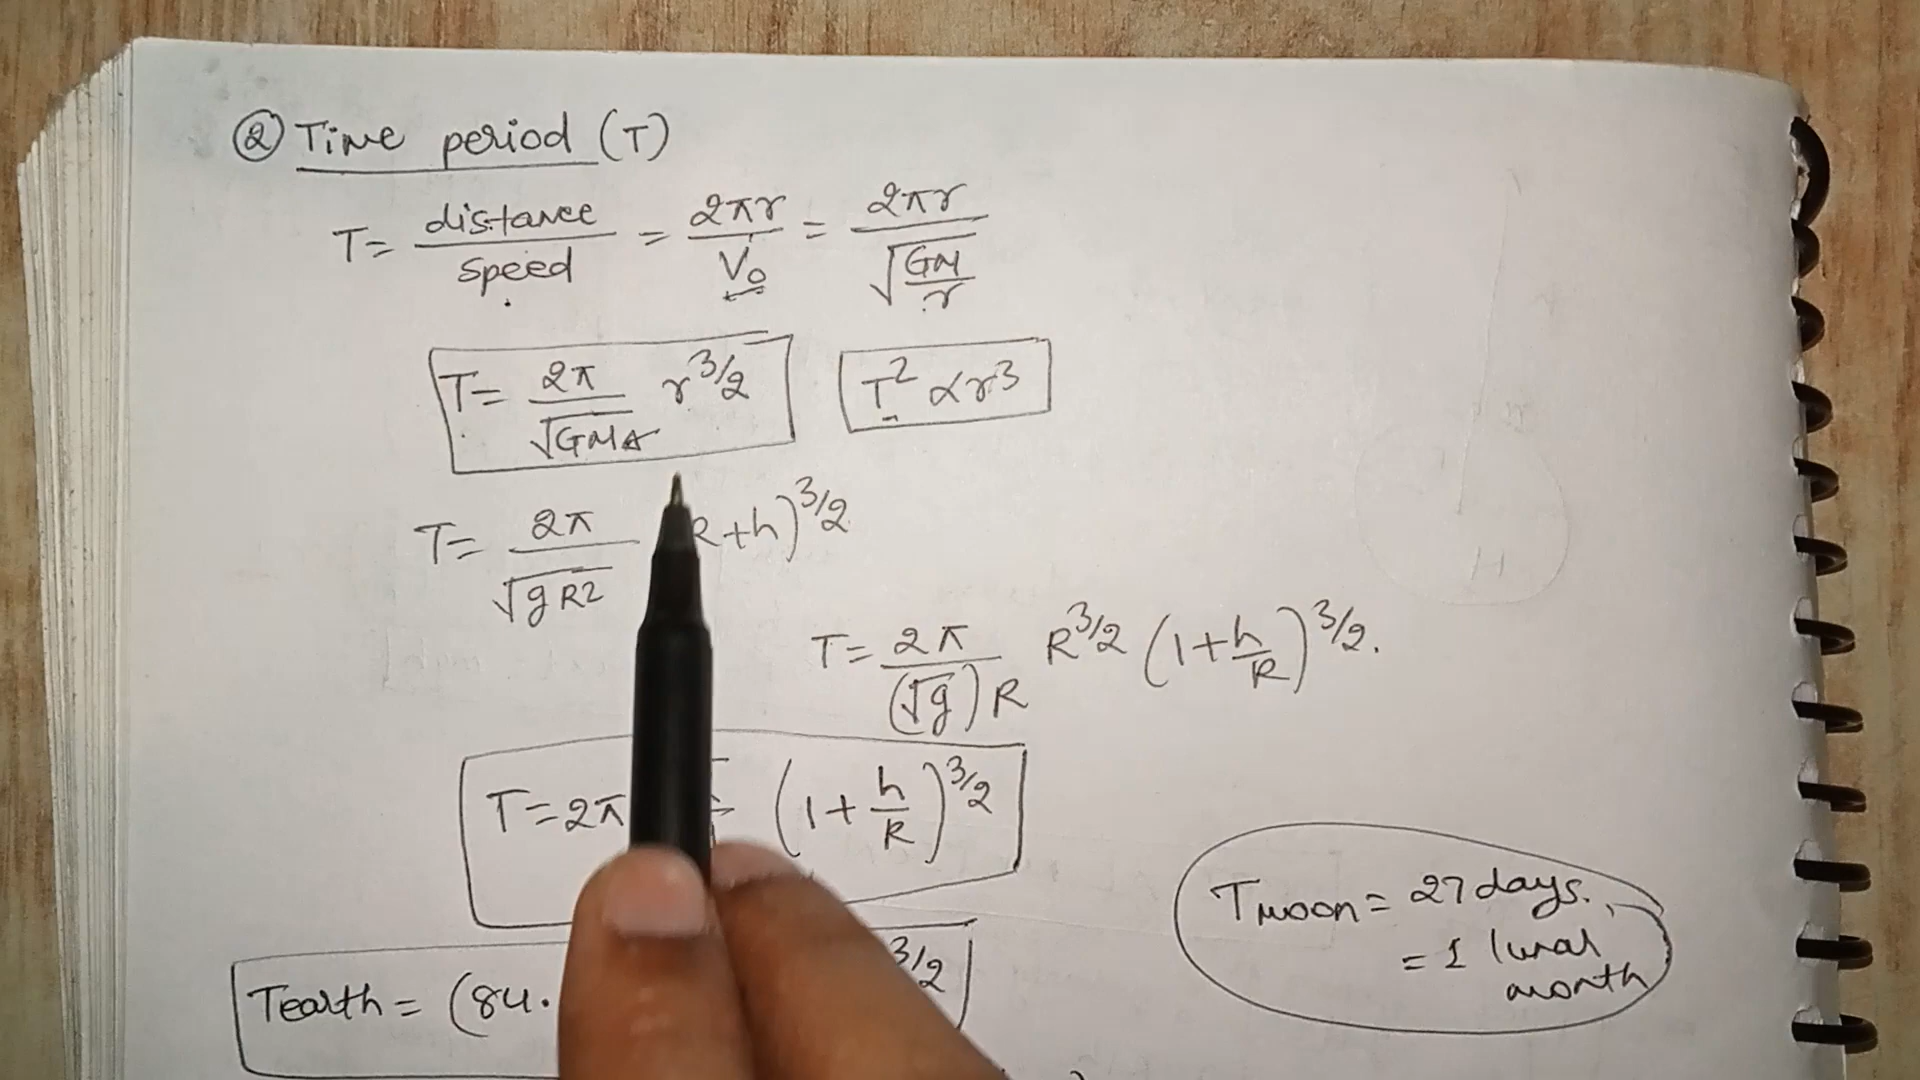 ② Time period (T)
T = distance / speed = 2πr / V₀ = 2πr / √(GM/r)
T = 2π / √GM r^3/2
T² ∝ r³
T = 2π / √gR² R+h)^3/2
T = 2π / (√g) R R^3/2 (1 + h/R)^3/2.
T = 2π (1 + h/R)^3/2
T moon = 27 days.
= 1 lunar
month
Tearth = (84. 3/2